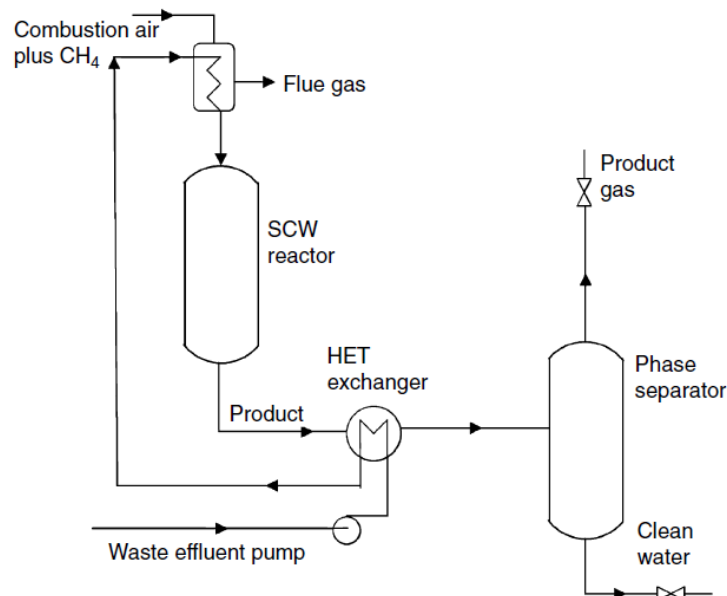 Combustion air
plus CH₄
Flue gas
SCW
reactor
Product
gas
HET
exchanger
Phase
separator
Product
Waste effluent pump
Clean
water